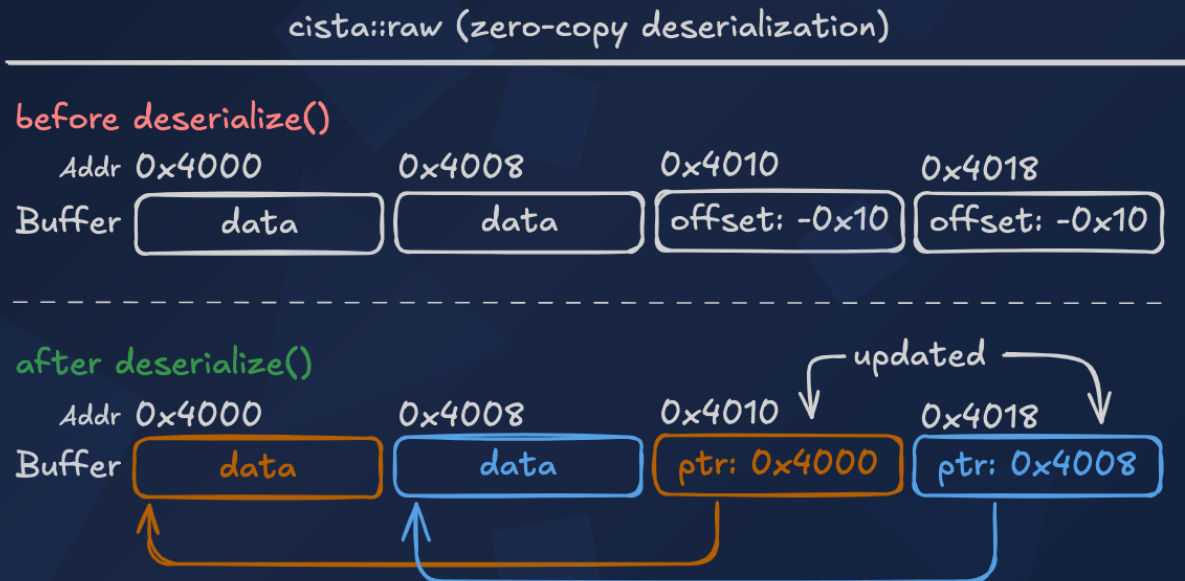 cista::raw (zero-copy deserialization)
before deserialize()
Addr 0x4000 0x4008 0x4010 0x4018
Buffer data data offset: -0x10 offset: -0x10
after deserialize()
updated
Addr 0x4000 0x4008 0x4010 0x4018
Buffer data data ptr: 0x4000 ptr: 0x4008